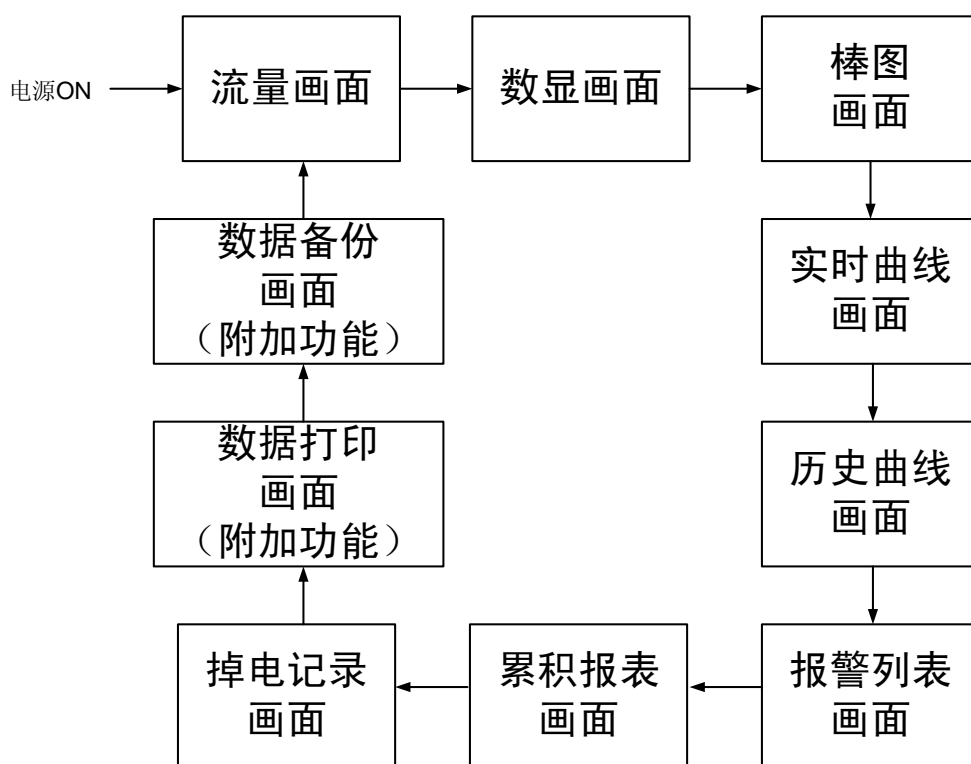 电源ON
流量画面
数显画面
棒图
画面
实时曲线
画面
历史曲线
画面
报警列表
画面
累积报表
画面
掉电记录
画面
数据打印
画面
（附加功能）
数据备份
画面
（附加功能）